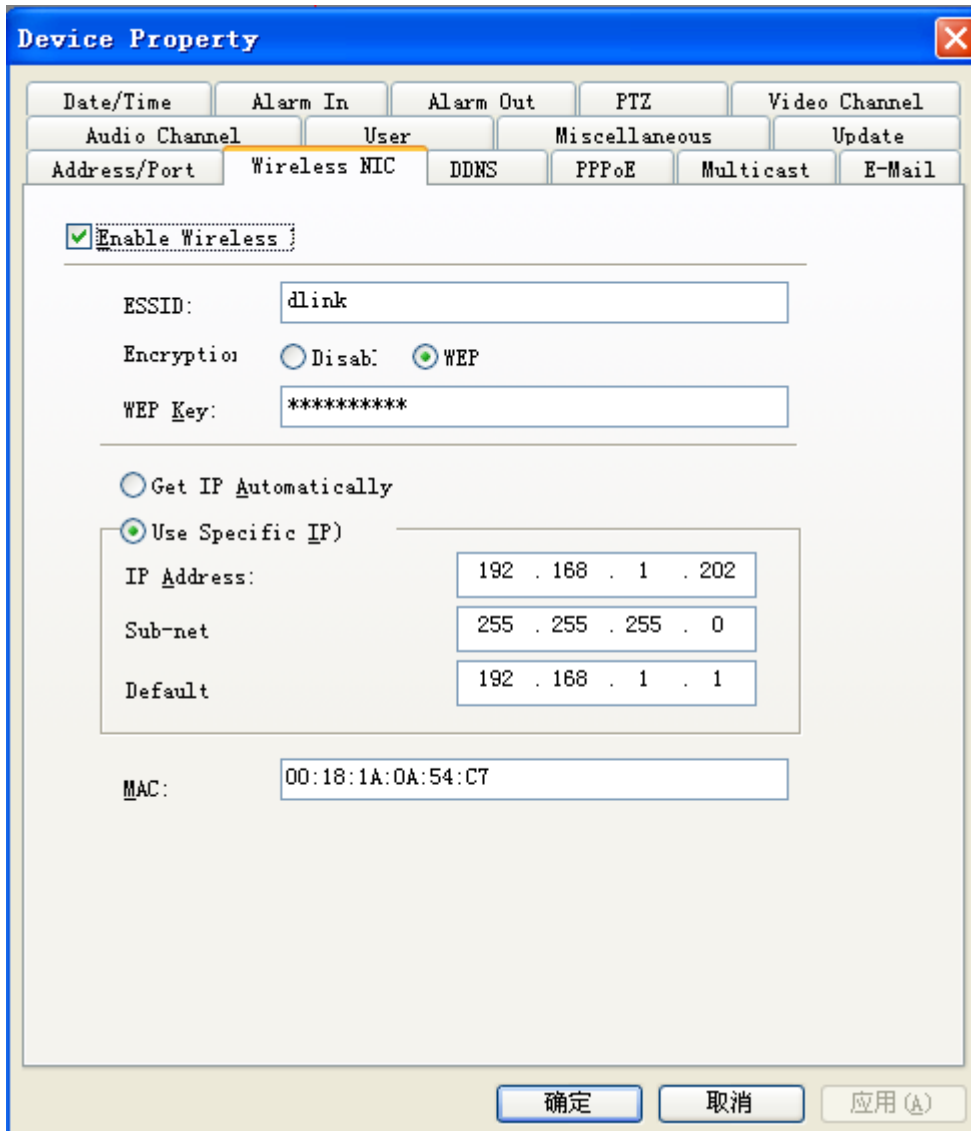 Device Property
Date/Time Alarm In Alarm Out PTZ Video Channel
Audio Channel User Miscellaneous Update
Address/Port Wireless NIC DDNS PPPoE Multicast E-Mail
Enable Wireless
ESSID: dlink
Encryption Disab. WEP
WEP Key: **********
Get IP Automatically
Use Specific IP)
IP Address: 192 . 168 . 1 . 202
Sub-net 255 . 255 . 255 . 0
Default 192 . 168 . 1 . 1
MAC: 00:18:1A:0A:54:C7
确定 取消 应用(A)